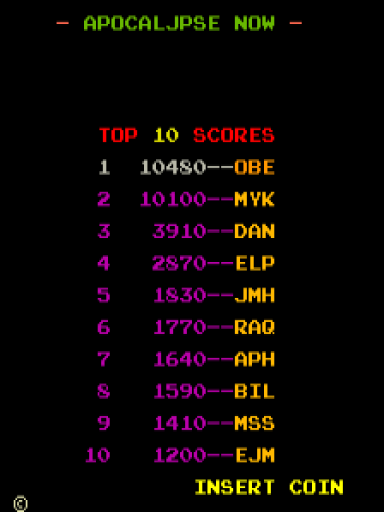 - APOCALJPSE NOW -
TOP 10 SCORES
1 10480--OBE
2 10100--MYK
3 3910--DAN
4 2870--ELP
5 1830--JMH
6 1770--RAQ
7 1640--APH
8 1590--BIL
9 1410--MSS
10 1200--EJM
INSERT COIN
©